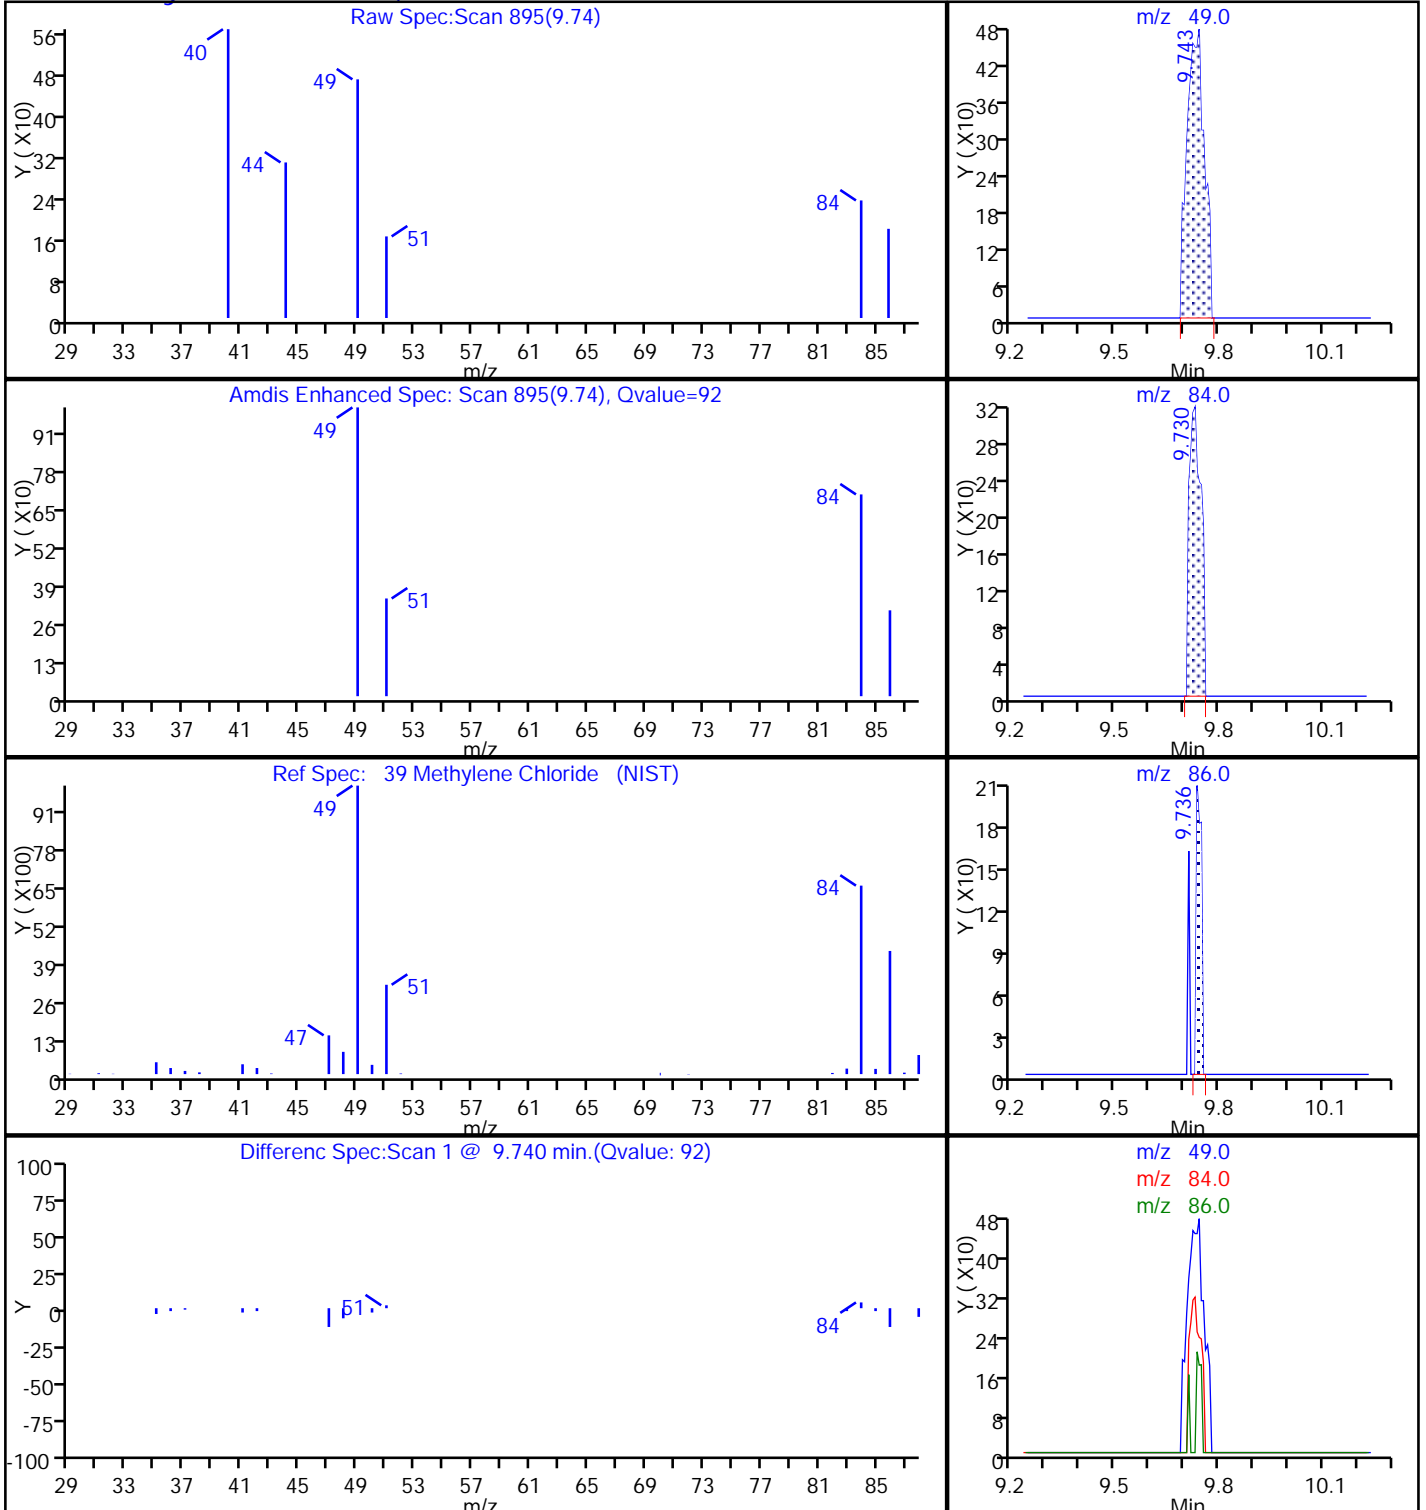 Raw Spec:Scan 895(9.74)
Y ( X10)
56
48
40
32
24
16
8
0
40
44
49
51
84
29 33 37 41 45 49 53 57 61 65 69 73 77 81 85
m/z
m/z 49.0
Y ( X10)
48
42
36
30
24
18
12
6
0
9.743
9.2 9.5 9.8 10.1
Min
Amdis Enhanced Spec: Scan 895(9.74), Qvalue=92
Y ( X10)
91
78
65
52
39
26
13
0
49
51
84
29 33 37 41 45 49 53 57 61 65 69 73 77 81 85
m/z
m/z 84.0
Y ( X10)
32
28
24
20
16
12
8
4
0
9.730
9.2 9.5 9.8 10.1
Min
Ref Spec: 39 Methylene Chloride (NIST)
Y ( X100)
91
78
65
52
39
26
13
0
47
49
51
84
29 33 37 41 45 49 53 57 61 65 69 73 77 81 85
m/z
m/z 86.0
Y ( X10)
21
18
15
12
9
6
3
0
9.736
9.2 9.5 9.8 10.1
Min
Differenc Spec:Scan 1 @ 9.740 min.(Qvalue: 92)
Y
100
75
50
25
0
-25
-50
-75
-100
51
84
29 33 37 41 45 49 53 57 61 65 69 73 77 81 85
m/z
m/z 49.0
m/z 84.0
m/z 86.0
Y ( X10)
48
40
32
24
16
8
0
9.2 9.5 9.8 10.1
Min